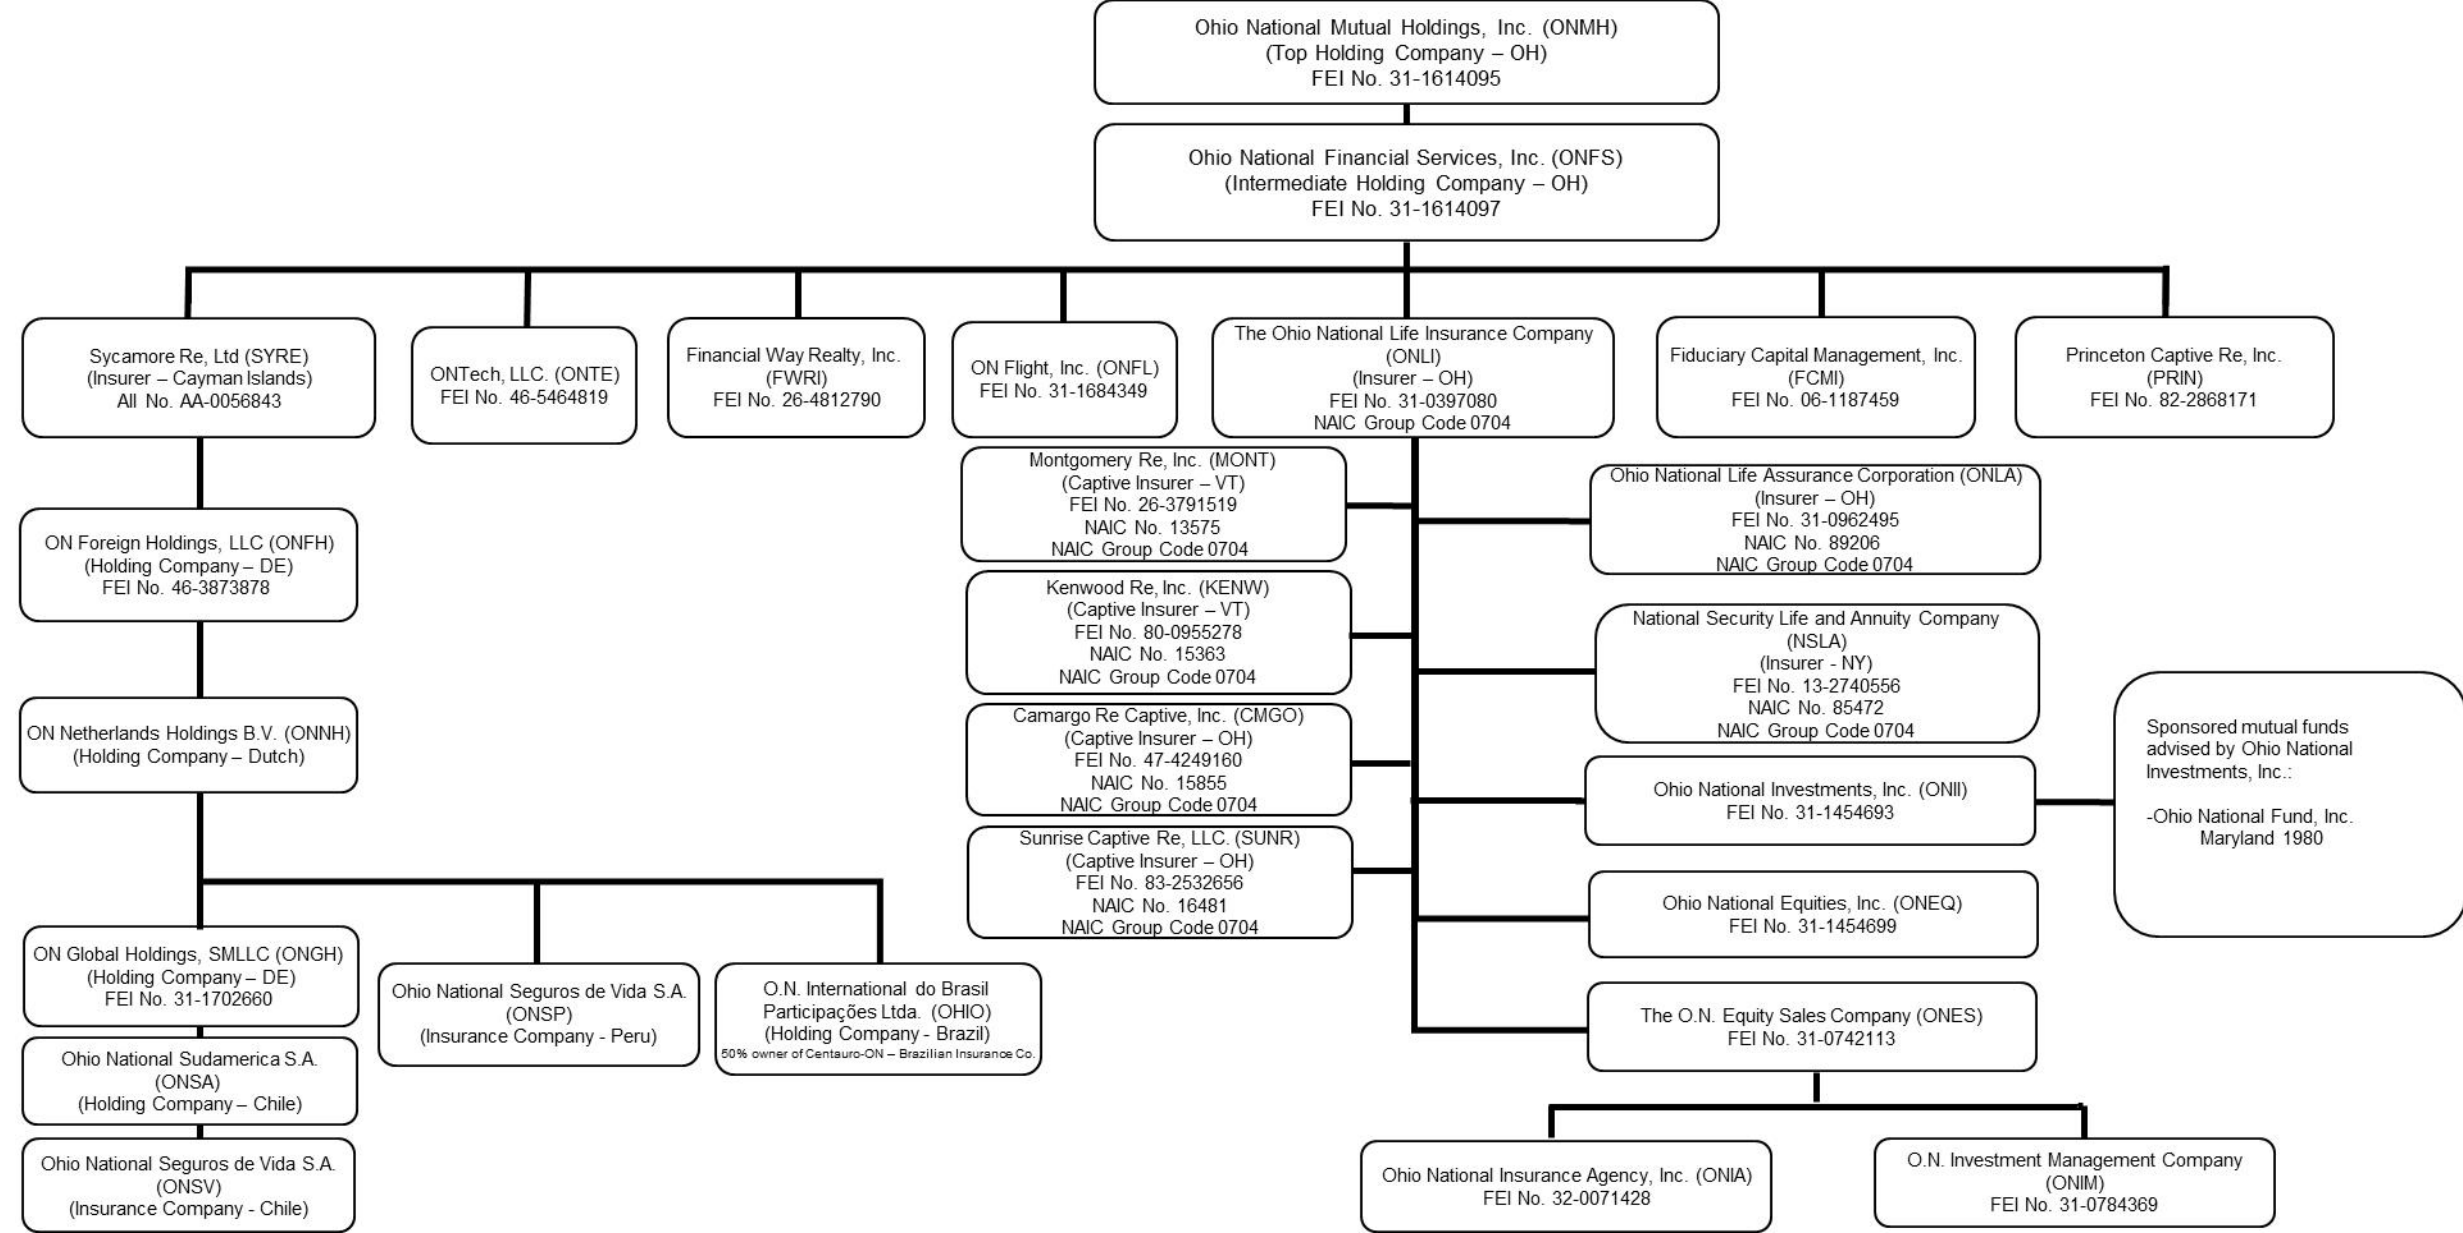 Ohio National Mutual Holdings, Inc. (ONMH)
(Top Holding Company – OH)
FEI No. 31-1614095
Ohio National Financial Services, Inc. (ONFS)
(Intermediate Holding Company – OH)
FEI No. 31-1614097
Sycamore Re, Ltd (SYRE)
(Insurer – Cayman Islands)
AII No. AA-0056843
ONTech, LLC. (ONTE)
FEI No. 46-5464819
Financial Way Realty, Inc.
(FWRI)
FEI No. 26-4812790
ON Flight, Inc. (ONFL)
FEI No. 31-1684349
The Ohio National Life Insurance Company
(ONLI)
(Insurer – OH)
FEI No. 31-0397080
NAIC Group Code 0704
Fiduciary Capital Management, Inc.
(FCMI)
FEI No. 06-1187459
Princeton Captive Re, Inc.
(PRIN)
FEI No. 82-2868171
ON Foreign Holdings, LLC (ONFH)
(Holding Company – DE)
FEI No. 46-3873878
ON Netherlands Holdings B.V. (ONNH)
(Holding Company – Dutch)
ON Global Holdings, SMLLC (ONGH)
(Holding Company – DE)
FEI No. 31-1702660
Ohio National Sudamerica S.A.
(ONSA)
(Holding Company – Chile)
Ohio National Seguros de Vida S.A.
(ONSV)
(Insurance Company - Chile)
Ohio National Seguros de Vida S.A.
(ONSP)
(Insurance Company - Peru)
O.N. International do Brasil
Participações Ltda. (OHIO)
(Holding Company - Brazil)
50% owner of Centauro-ON – Brazilian Insurance Co.
Montgomery Re, Inc. (MONT)
(Captive Insurer – VT)
FEI No. 26-3791519
NAIC No. 13575
NAIC Group Code 0704
Kenwood Re, Inc. (KENW)
(Captive Insurer – VT)
FEI No. 80-0955278
NAIC No. 15363
NAIC Group Code 0704
Camargo Re Captive, Inc. (CMGO)
(Captive Insurer – OH)
FEI No. 47-4249160
NAIC No. 15855
NAIC Group Code 0704
Sunrise Captive Re, LLC. (SUNR)
(Captive Insurer – OH)
FEI No. 83-2532656
NAIC No. 16481
NAIC Group Code 0704
Ohio National Life Assurance Corporation (ONLA)
(Insurer – OH)
FEI No. 31-0962495
NAIC No. 89206
NAIC Group Code 0704
National Security Life and Annuity Company
(NSLA)
(Insurer - NY)
FEI No. 13-2740556
NAIC No. 85472
NAIC Group Code 0704
Ohio National Investments, Inc. (ONII)
FEI No. 31-1454693
Sponsored mutual funds
advised by Ohio National
Investments, Inc.:
-Ohio National Fund, Inc.
Maryland 1980
Ohio National Equities, Inc. (ONEQ)
FEI No. 31-1454699
The O.N. Equity Sales Company (ONES)
FEI No. 31-0742113
Ohio National Insurance Agency, Inc. (ONIA)
FEI No. 32-0071428
O.N. Investment Management Company
(ONIM)
FEI No. 31-0784369